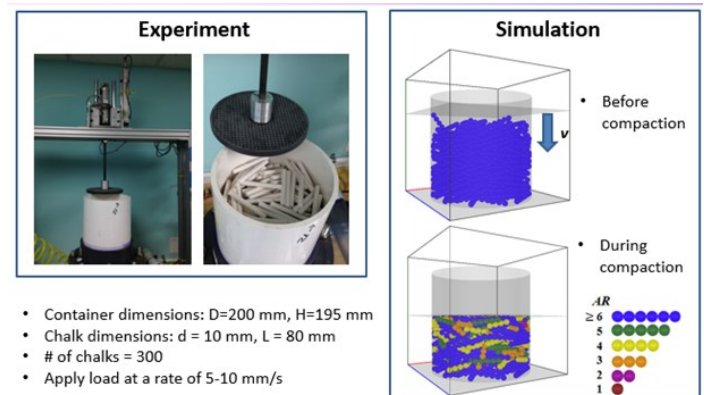 Experiment
Simulation
• Before
compaction
v
• During
compaction
AR
≥ 6
5
4
3
2
1
• Container dimensions: D=200 mm, H=195 mm
• Chalk dimensions: d = 10 mm, L = 80 mm
• # of chalks = 300
• Apply load at a rate of 5-10 mm/s